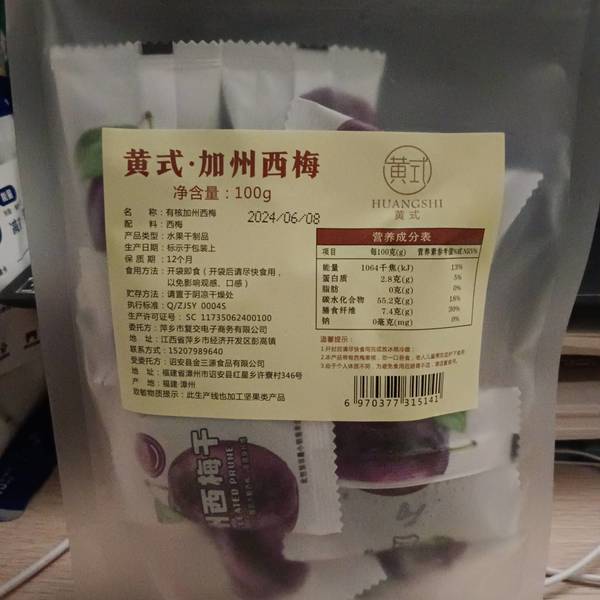 黄式·加州西梅
净含量：100g
黄式
HUANGSHI
黄式
名 称：有核加州西梅
2024/06/08
配 料：西梅
产品类型：水果干制品
生产日期：标示于包装上
保 质 期：12个月
食用方法：开袋即食（开袋后请尽快食用，
以免影响观感、口感）
贮存方法：请置于阴凉干燥处
执行标准：Q/ZJSY 0004S
生产许可证号：SC 11735062400100
委托方：萍乡市复交电子商务有限公司
地 址：江西省萍乡市经济开发区彭高镇
联系方式：15207989640
受委托方：诏安县金三源食品有限公司
地 址：福建省漳州市诏安县红星乡许寮村346号
产 地：福建·漳州
致敏物质提示：此生产线也加工坚果类产品
营养成分表
项目 每100克(g) 营养素参考值%或NRV%
能量 1064千焦(kJ) 13%
蛋白质 2.8克(g) 5%
脂肪 0克(g) 0%
碳水化合物 55.2克(g) 18%
膳食纤维 7.4克(g) 30%
钠 0毫克(mg) 0%
温馨提示：
6 970377 315141
州西梅干
PRUNE